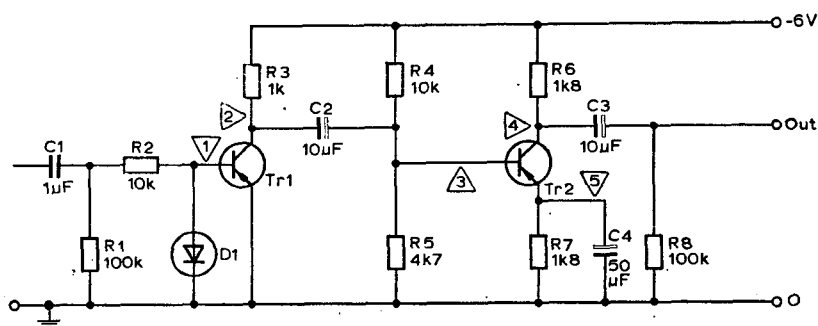 -6V
R3
1k
R4
10k
R6
1k8
C2
10µF
C3
10µF
Out
2
4
C1
1µF
R2
10k
1
Tr1
3
Tr2
5
R1
100k
D1
R5
4k7
R7
1k8
C4
50
µF
R8
100k
O